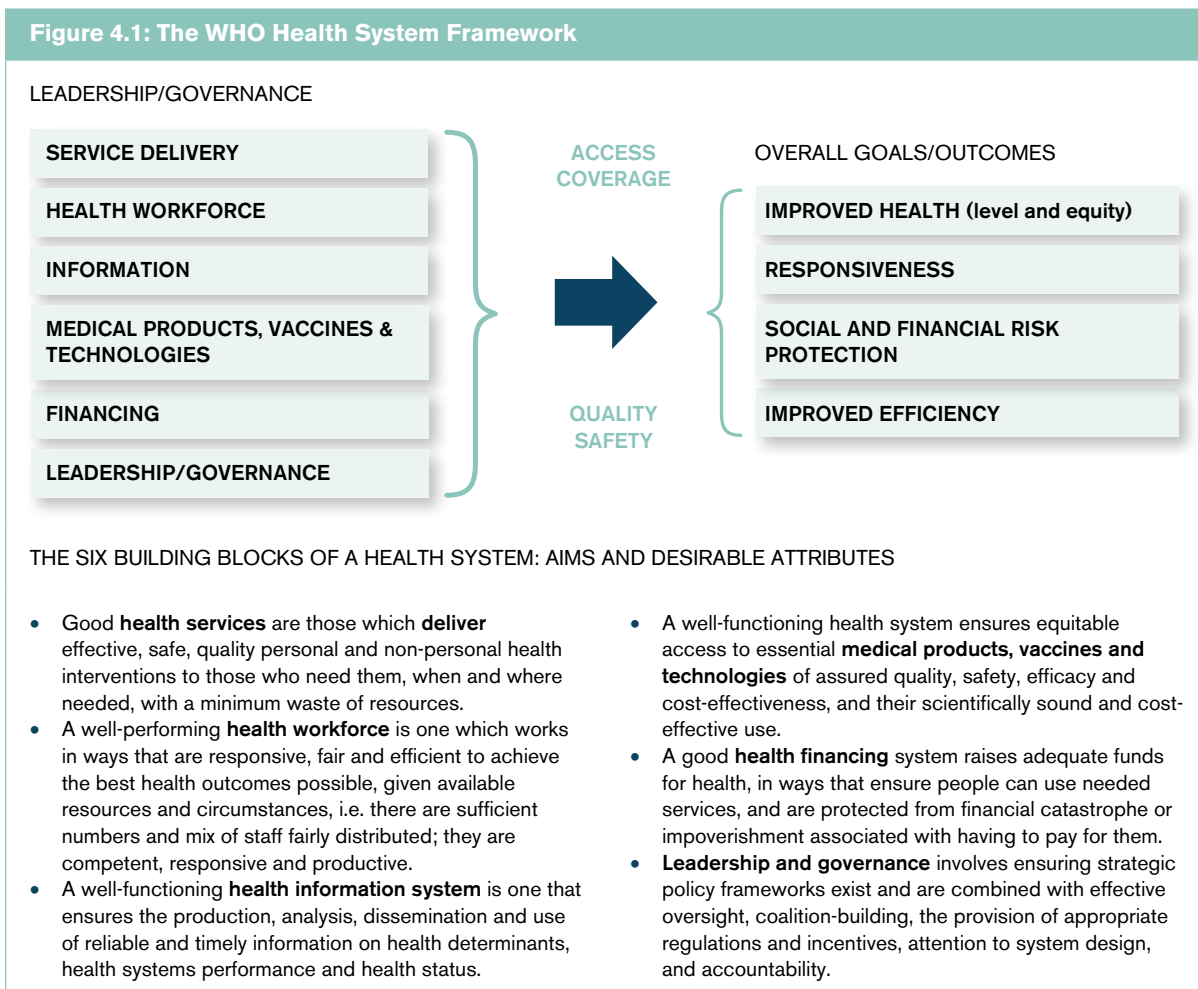 Figure 4.1: The WHO Health System Framework
LEADERSHIP/GOVERNANCE
SERVICE DELIVERY
HEALTH WORKFORCE
INFORMATION
MEDICAL PRODUCTS, VACCINES &
TECHNOLOGIES
FINANCING
LEADERSHIP/GOVERNANCE
ACCESS
COVERAGE
QUALITY
SAFETY
OVERALL GOALS/OUTCOMES
IMPROVED HEALTH (level and equity)
RESPONSIVENESS
SOCIAL AND FINANCIAL RISK
PROTECTION
IMPROVED EFFICIENCY
THE SIX BUILDING BLOCKS OF A HEALTH SYSTEM: AIMS AND DESIRABLE ATTRIBUTES
• Good health services are those which deliver
effective, safe, quality personal and non-personal health
interventions to those who need them, when and where
needed, with a minimum waste of resources.
• A well-performing health workforce is one which works
in ways that are responsive, fair and efficient to achieve
the best health outcomes possible, given available
resources and circumstances, i.e. there are sufficient
numbers and mix of staff fairly distributed; they are
competent, responsive and productive.
• A well-functioning health information system is one that
ensures the production, analysis, dissemination and use
of reliable and timely information on health determinants,
health systems performance and health status.
• A well-functioning health system ensures equitable
access to essential medical products, vaccines and
technologies of assured quality, safety, efficacy and
cost-effectiveness, and their scientifically sound and cost-
effective use.
• A good health financing system raises adequate funds
for health, in ways that ensure people can use needed
services, and are protected from financial catastrophe or
impoverishment associated with having to pay for them.
• Leadership and governance involves ensuring strategic
policy frameworks exist and are combined with effective
oversight, coalition-building, the provision of appropriate
regulations and incentives, attention to system design,
and accountability.